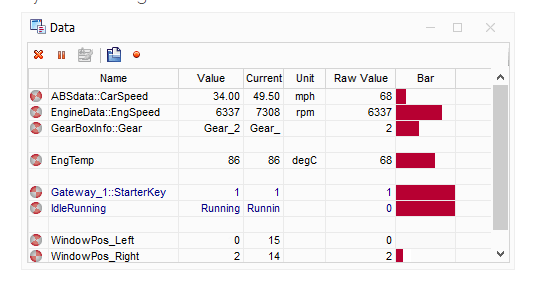 Data
Name Value Current Unit Raw Value Bar
ABSdata::CarSpeed 34.00 49.50 mph 68
EngineData::EngSpeed 6337 7308 rpm 6337
GearBoxInfo::Gear Gear_2 Gear_ 2
EngTemp 86 86 degC 68
Gateway_1::StarterKey 1 1 1
IdleRunning Running Runnin 0
WindowPos_Left 0 15 0
WindowPos_Right 2 14 2